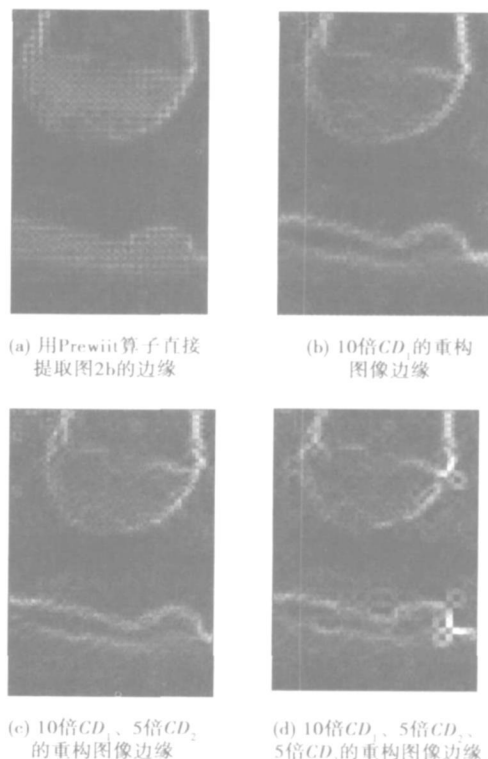 (a) 用Prewiit算子直接
提取图2b的边缘
(b) 10倍CD₁的重构
图像边缘
(c) 10倍CD₁、5倍CD₂
的重构图像边缘
(d) 10倍CD₁、5倍CD₂、
5倍CD的重构图像边缘